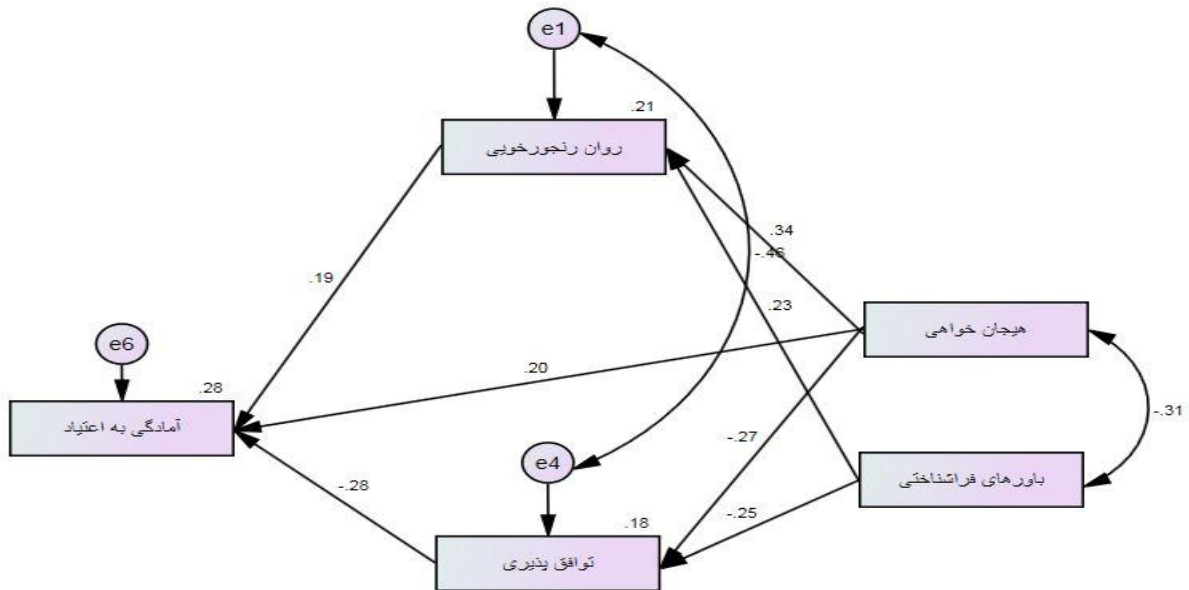 e1
.21
روان رنجورخویی
.34
-.46
.19
.23
هیجان خواهی
e6
.20
.28
-.31
آمادگی به اعتیاد
-.27
e4
باورهای فراشناختی
-.28
-.25
.18
توافق پذیری